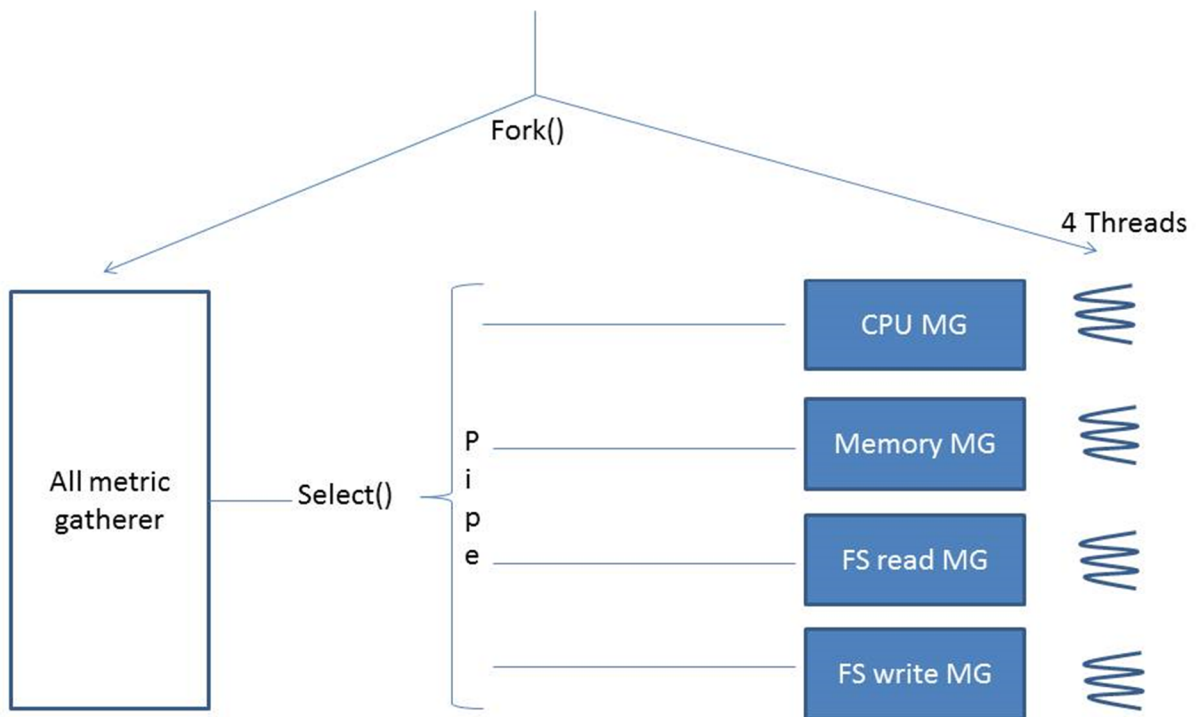 Fork()
4 Threads
All metric
gatherer
Select()
P
i
p
e
CPU MG
Memory MG
FS read MG
FS write MG